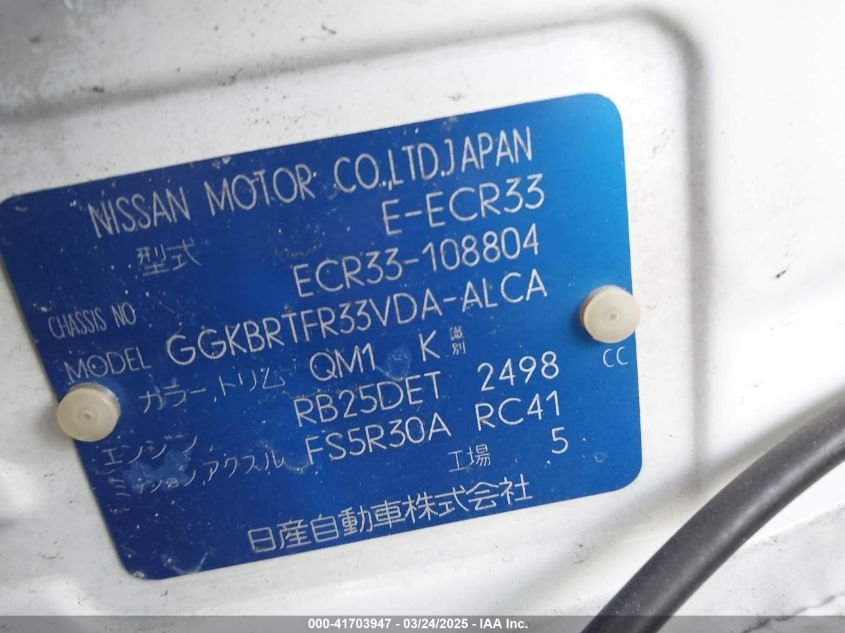 NISSAN MOTOR CO.,LTD.JAPAN
型式 E-ECR33
CHASSIS NO ECR33-108804
MODEL GGKBRTFR33VDA-ALCA
カラー,トリム QM1 K 識別
エンジン RB25DET 2498 CC
ミッション,アクスル FS5R30A RC41
工場 5
日産自動車株式会社
000-41703947 - 03/24/2025 - IAA Inc.